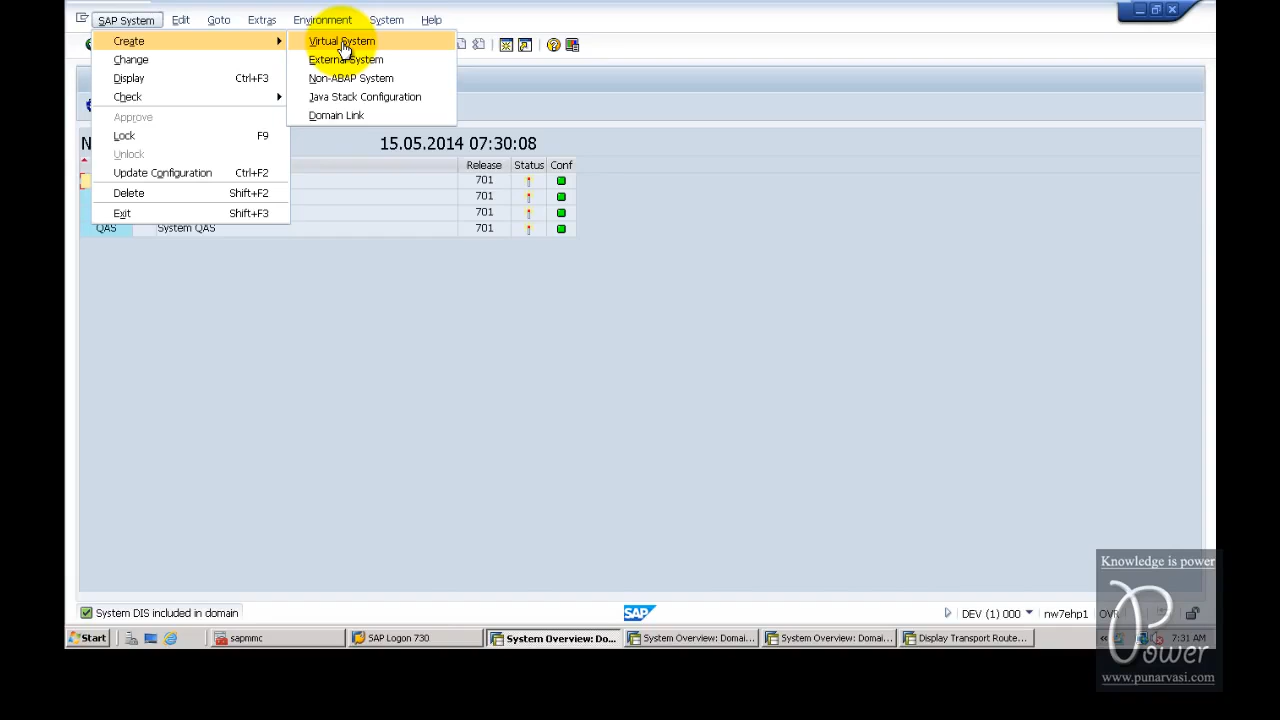 SAP System Edit Goto Extras Environment System Help
Create
Change
Display Ctrl+F3
Check
Approve
Lock F9
Unlock
Update Configuration Ctrl+F2
Delete Shift+F2
Exit Shift+F3
Virtual System
External System
Non-ABAP System
Java Stack Configuration
Domain Link
N 15.05.2014 07:30:08
Release Status Conf
701
701
701
QAS System QAS 701
System DIS included in domain
SAP
DEV (1) 000 nw7ehp1 OVR
Start sapmmc SAP Logon 730 System Overview: Do... System Overview: Domai... System Overview: Domai... Display Transport Route... 7:31 AM
Knowledge is power
Power
www.punarvasi.com